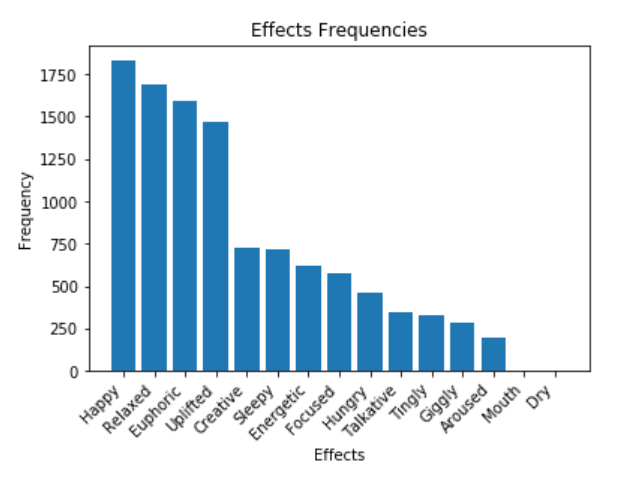 Effects Frequencies
1750
1500
1250
1000
750
500
250
0
Frequency
Happy
Relaxed
Euphoric
Uplifted
Creative
Sleepy
Energetic
Focused
Hungry
Talkative
Tingly
Giggly
Aroused
Mouth
Dry
Effects